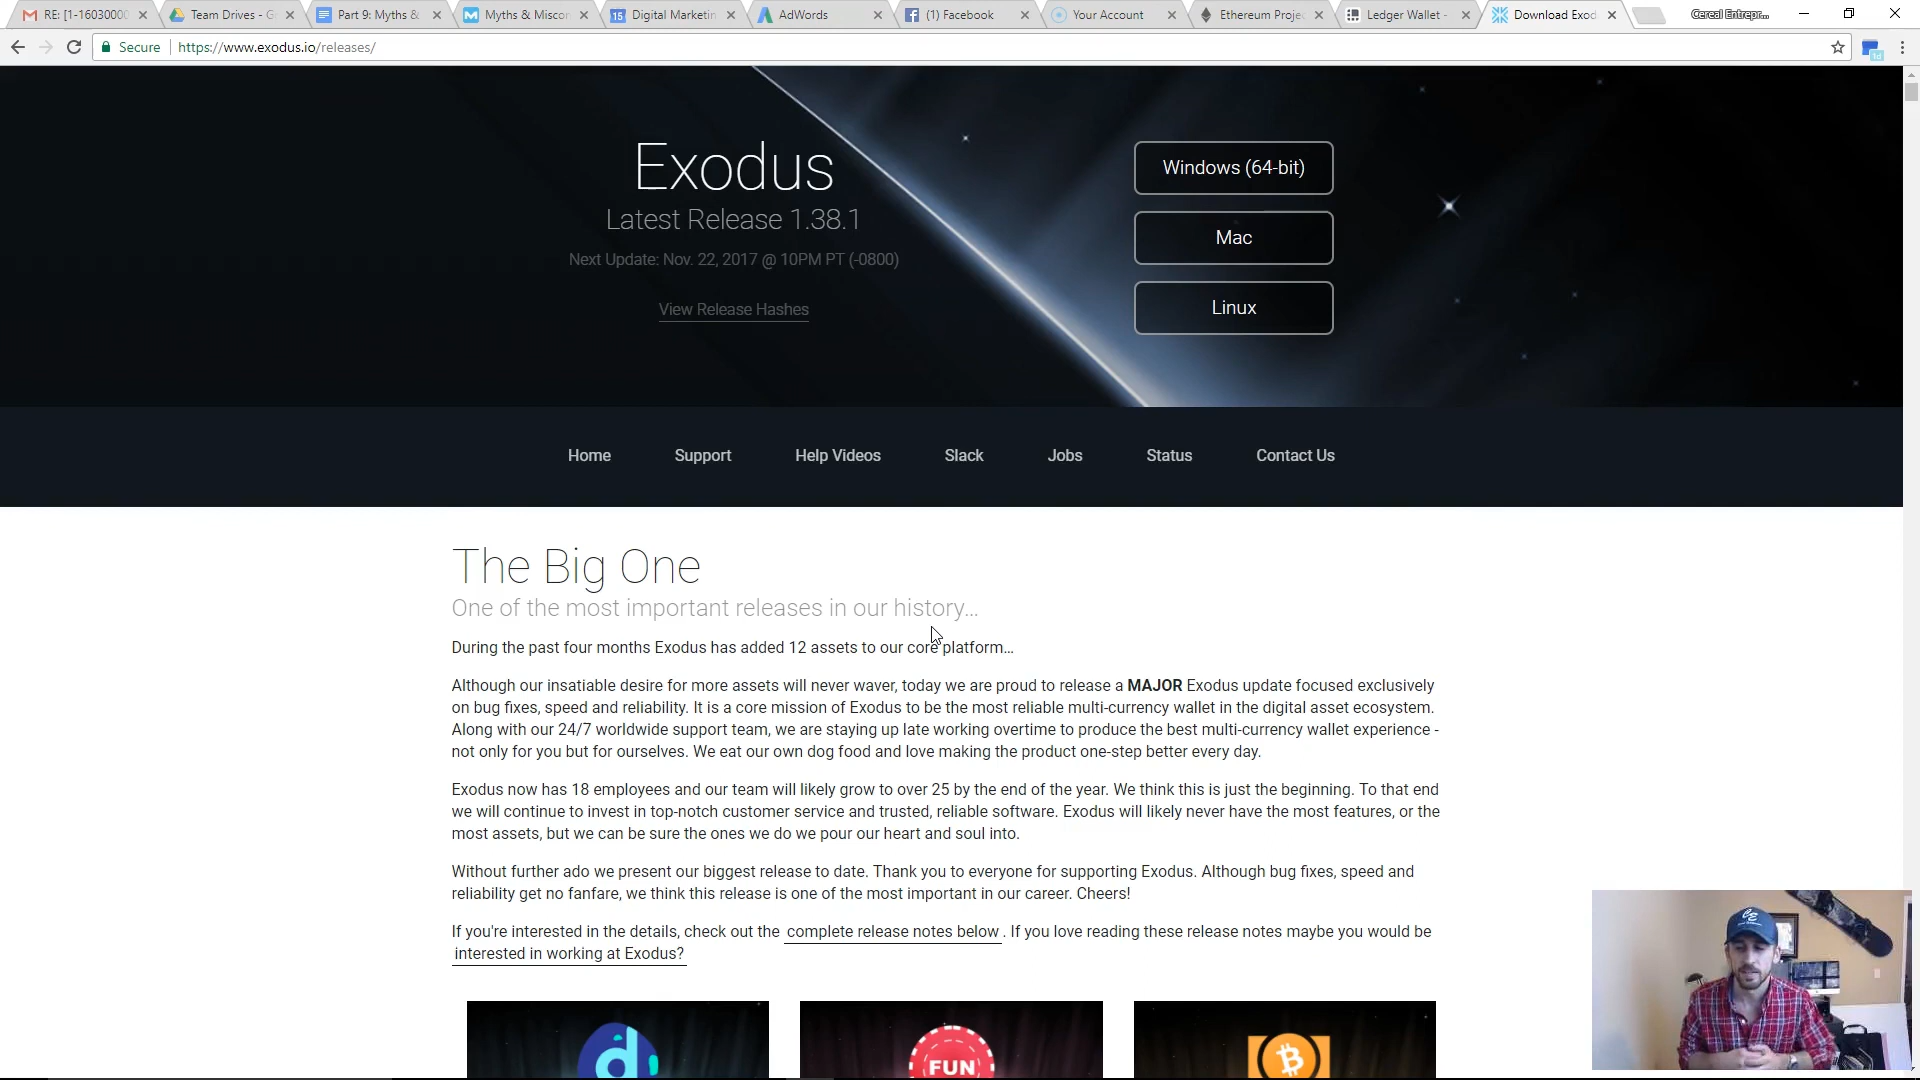 RE: [1-16030000
Team Drives - G
Part 9: Myths &
Myths & Miscon
15
Digital Marketin
AdWords
(1) Facebook
Your Account
Ethereum Projec
Ledger Wallet -
Download Exod
Cereal Entrepr...
Secure
https://www.exodus.io/releases/
1d
Exodus
Latest Release 1.38.1
Next Update: Nov. 22, 2017 @ 10PM PT (-0800)
View Release Hashes
Windows (64-bit)
Mac
Linux
Home
Support
Help Videos
Slack
Jobs
Status
Contact Us
The Big One
One of the most important releases in our history...
During the past four months Exodus has added 12 assets to our core platform...
Although our insatiable desire for more assets will never waver, today we are proud to release a MAJOR Exodus update focused exclusively
on bug fixes, speed and reliability. It is a core mission of Exodus to be the most reliable multi-currency wallet in the digital asset ecosystem.
Along with our 24/7 worldwide support team, we are staying up late working overtime to produce the best multi-currency wallet experience -
not only for you but for ourselves. We eat our own dog food and love making the product one-step better every day.
Exodus now has 18 employees and our team will likely grow to over 25 by the end of the year. We think this is just the beginning. To that end
we will continue to invest in top-notch customer service and trusted, reliable software. Exodus will likely never have the most features, or the
most assets, but we can be sure the ones we do we pour our heart and soul into.
Without further ado we present our biggest release to date. Thank you to everyone for supporting Exodus. Although bug fixes, speed and
reliability get no fanfare, we think this release is one of the most important in our career. Cheers!
If you're interested in the details, check out the complete release notes below . If you love reading these release notes maybe you would be
interested in working at Exodus?
d
FUN
CE